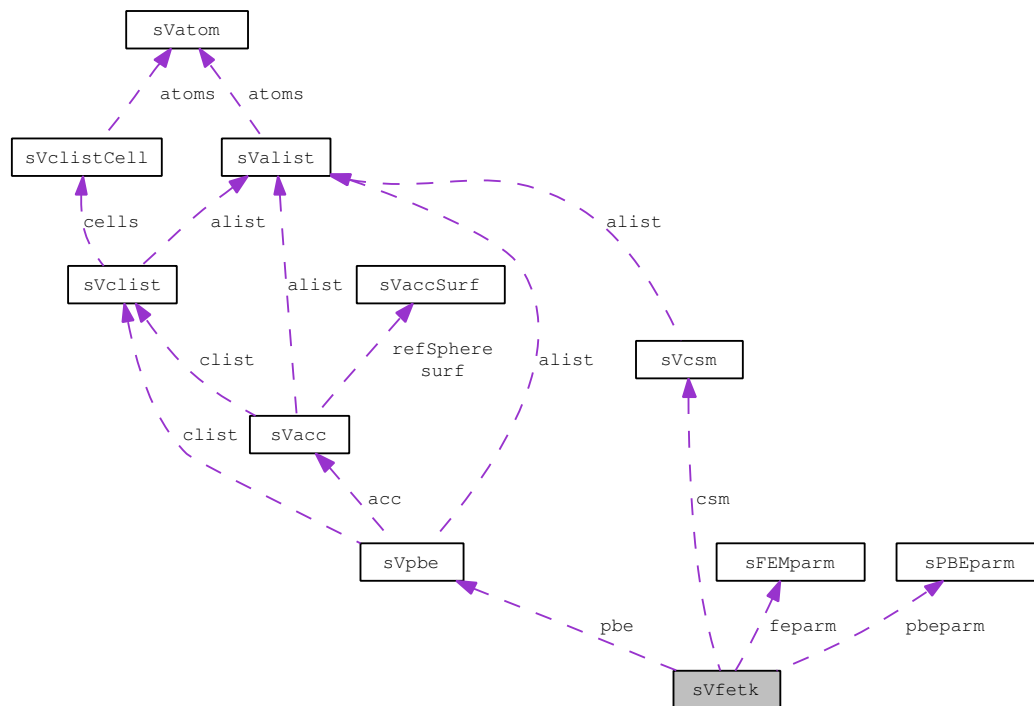 sVatom
atoms
atoms
sVclistCell
sValist
cells
alist
alist
sVclist
alist
sVaccSurf
refSphere
surf
clist
alist
sVcsm
sVacc
clist
acc
csm
sVpbe
sFEMparm
sPBEparm
pbe
feparm
pbeparm
sVfetk